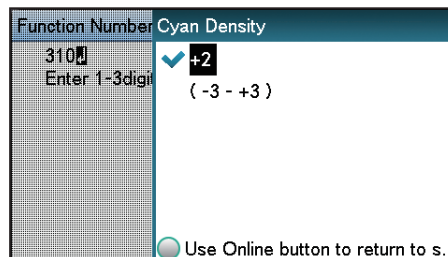 Function Number
310
Enter 1-3digi
Cyan Density
+2
( -3 - +3 )
Use Online button to return to s.